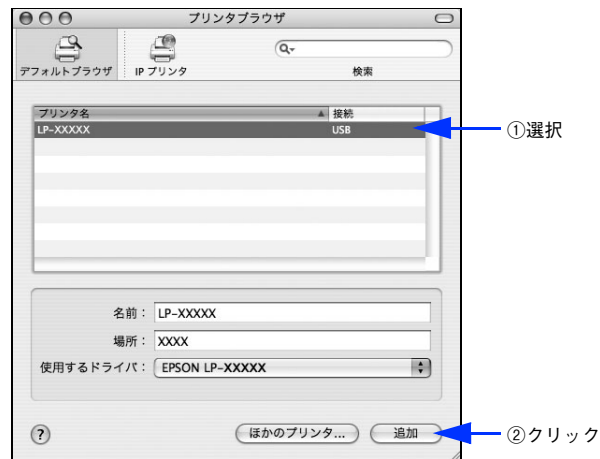 プリンタブラウザ
デフォルトブラウザ IP プリンタ 検索
プリンタ名 接続
LP-XXXXX USB
①選択
名前： LP-XXXXX
場所： XXXX
使用するドライバ： EPSON LP-XXXXX
? ほかのプリンタ... 追加
②クリック